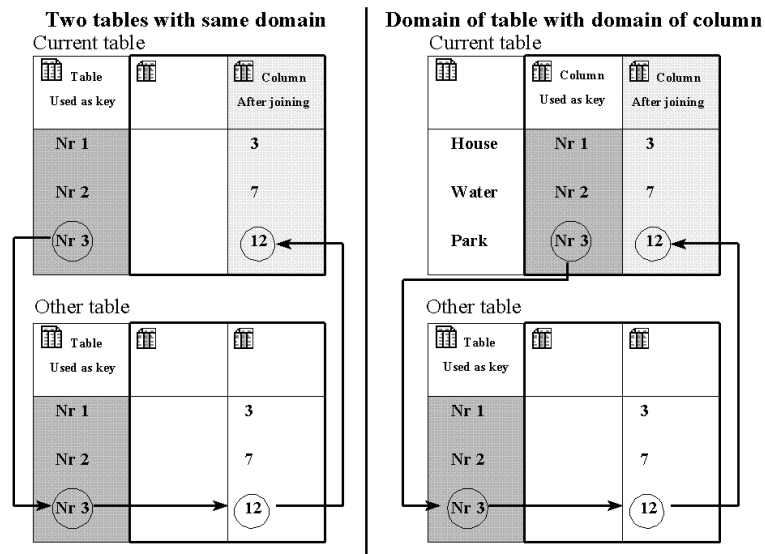 Two tables with same domain
Current table
Table
Used as key
Column
After joining
Nr 1 3
Nr 2 7
Nr 3 12
Other table
Table
Used as key
Nr 1 3
Nr 2 7
Nr 3 12
Domain of table with domain of column
Current table
Column
Used as key
Column
After joining
House Nr 1 3
Water Nr 2 7
Park Nr 3 12
Other table
Table
Used as key
Nr 1 3
Nr 2 7
Nr 3 12